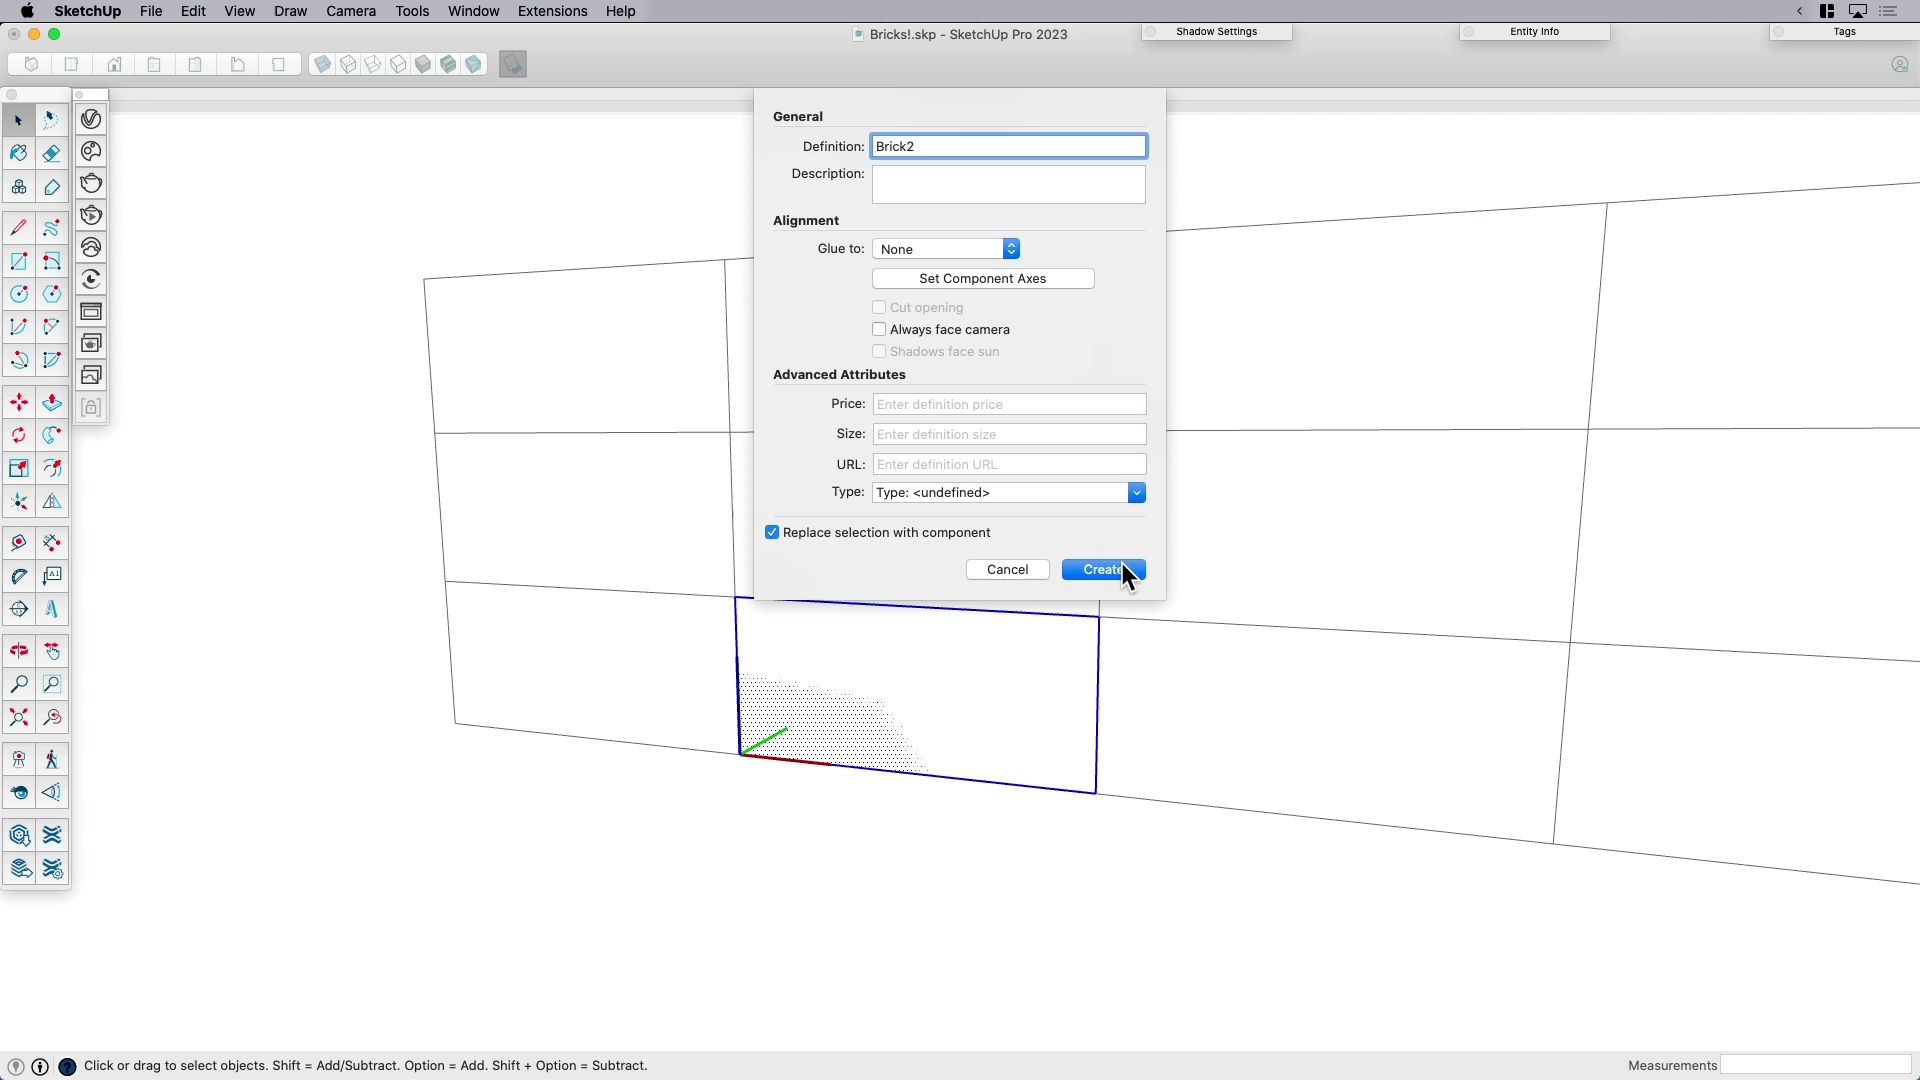 SketchUp File Edit View Draw Camera Tools Window Extensions Help
Bricks!.skp - SketchUp Pro 2023
Shadow Settings
Entity Info
Tags
General
Definition: Brick2
Description:
Alignment
Glue to: None
Set Component Axes
Cut opening
Always face camera
Shadows face sun
Advanced Attributes
Price: Enter definition price
Size: Enter definition size
URL: Enter definition URL
Type: Type: <undefined>
Replace selection with component
Cancel Create
Click or drag to select objects. Shift = Add/Subtract. Option = Add. Shift + Option = Subtract.
Measurements